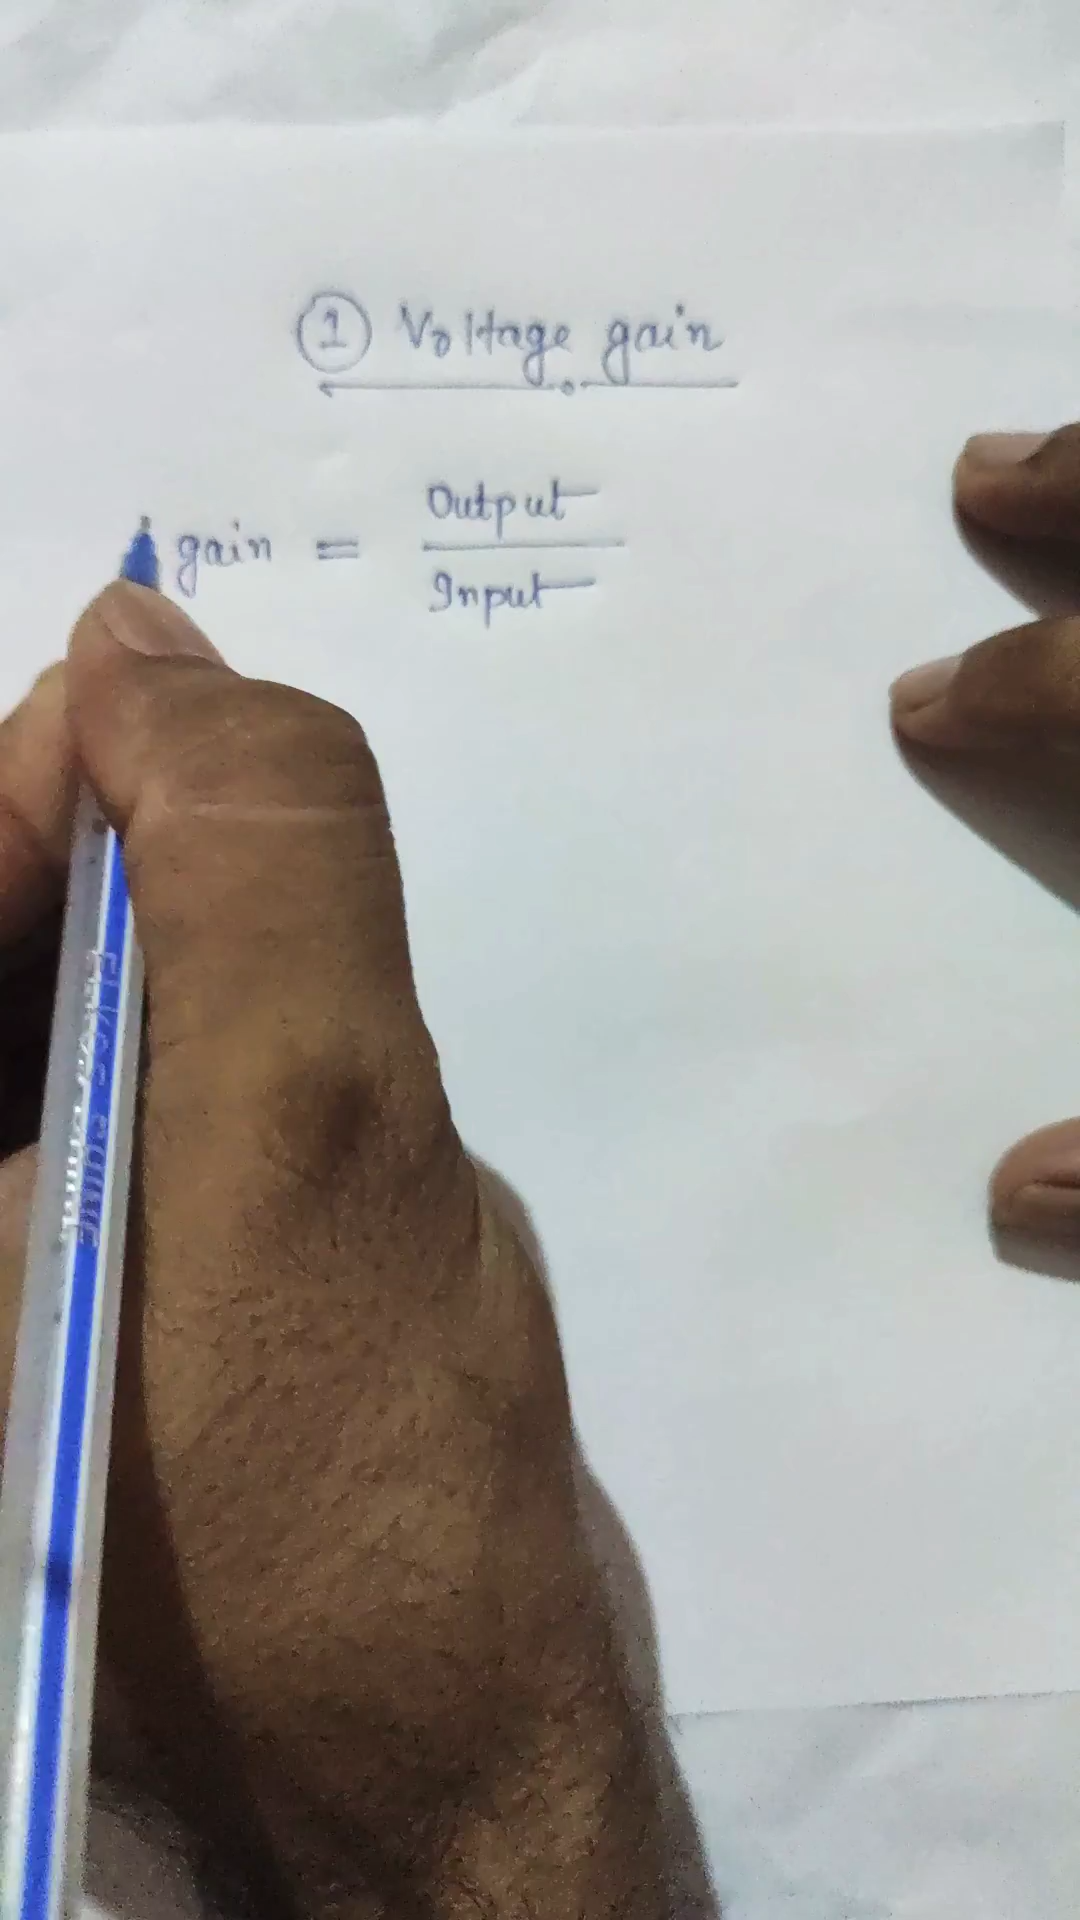 ① Voltage gain
gain = Output
Input